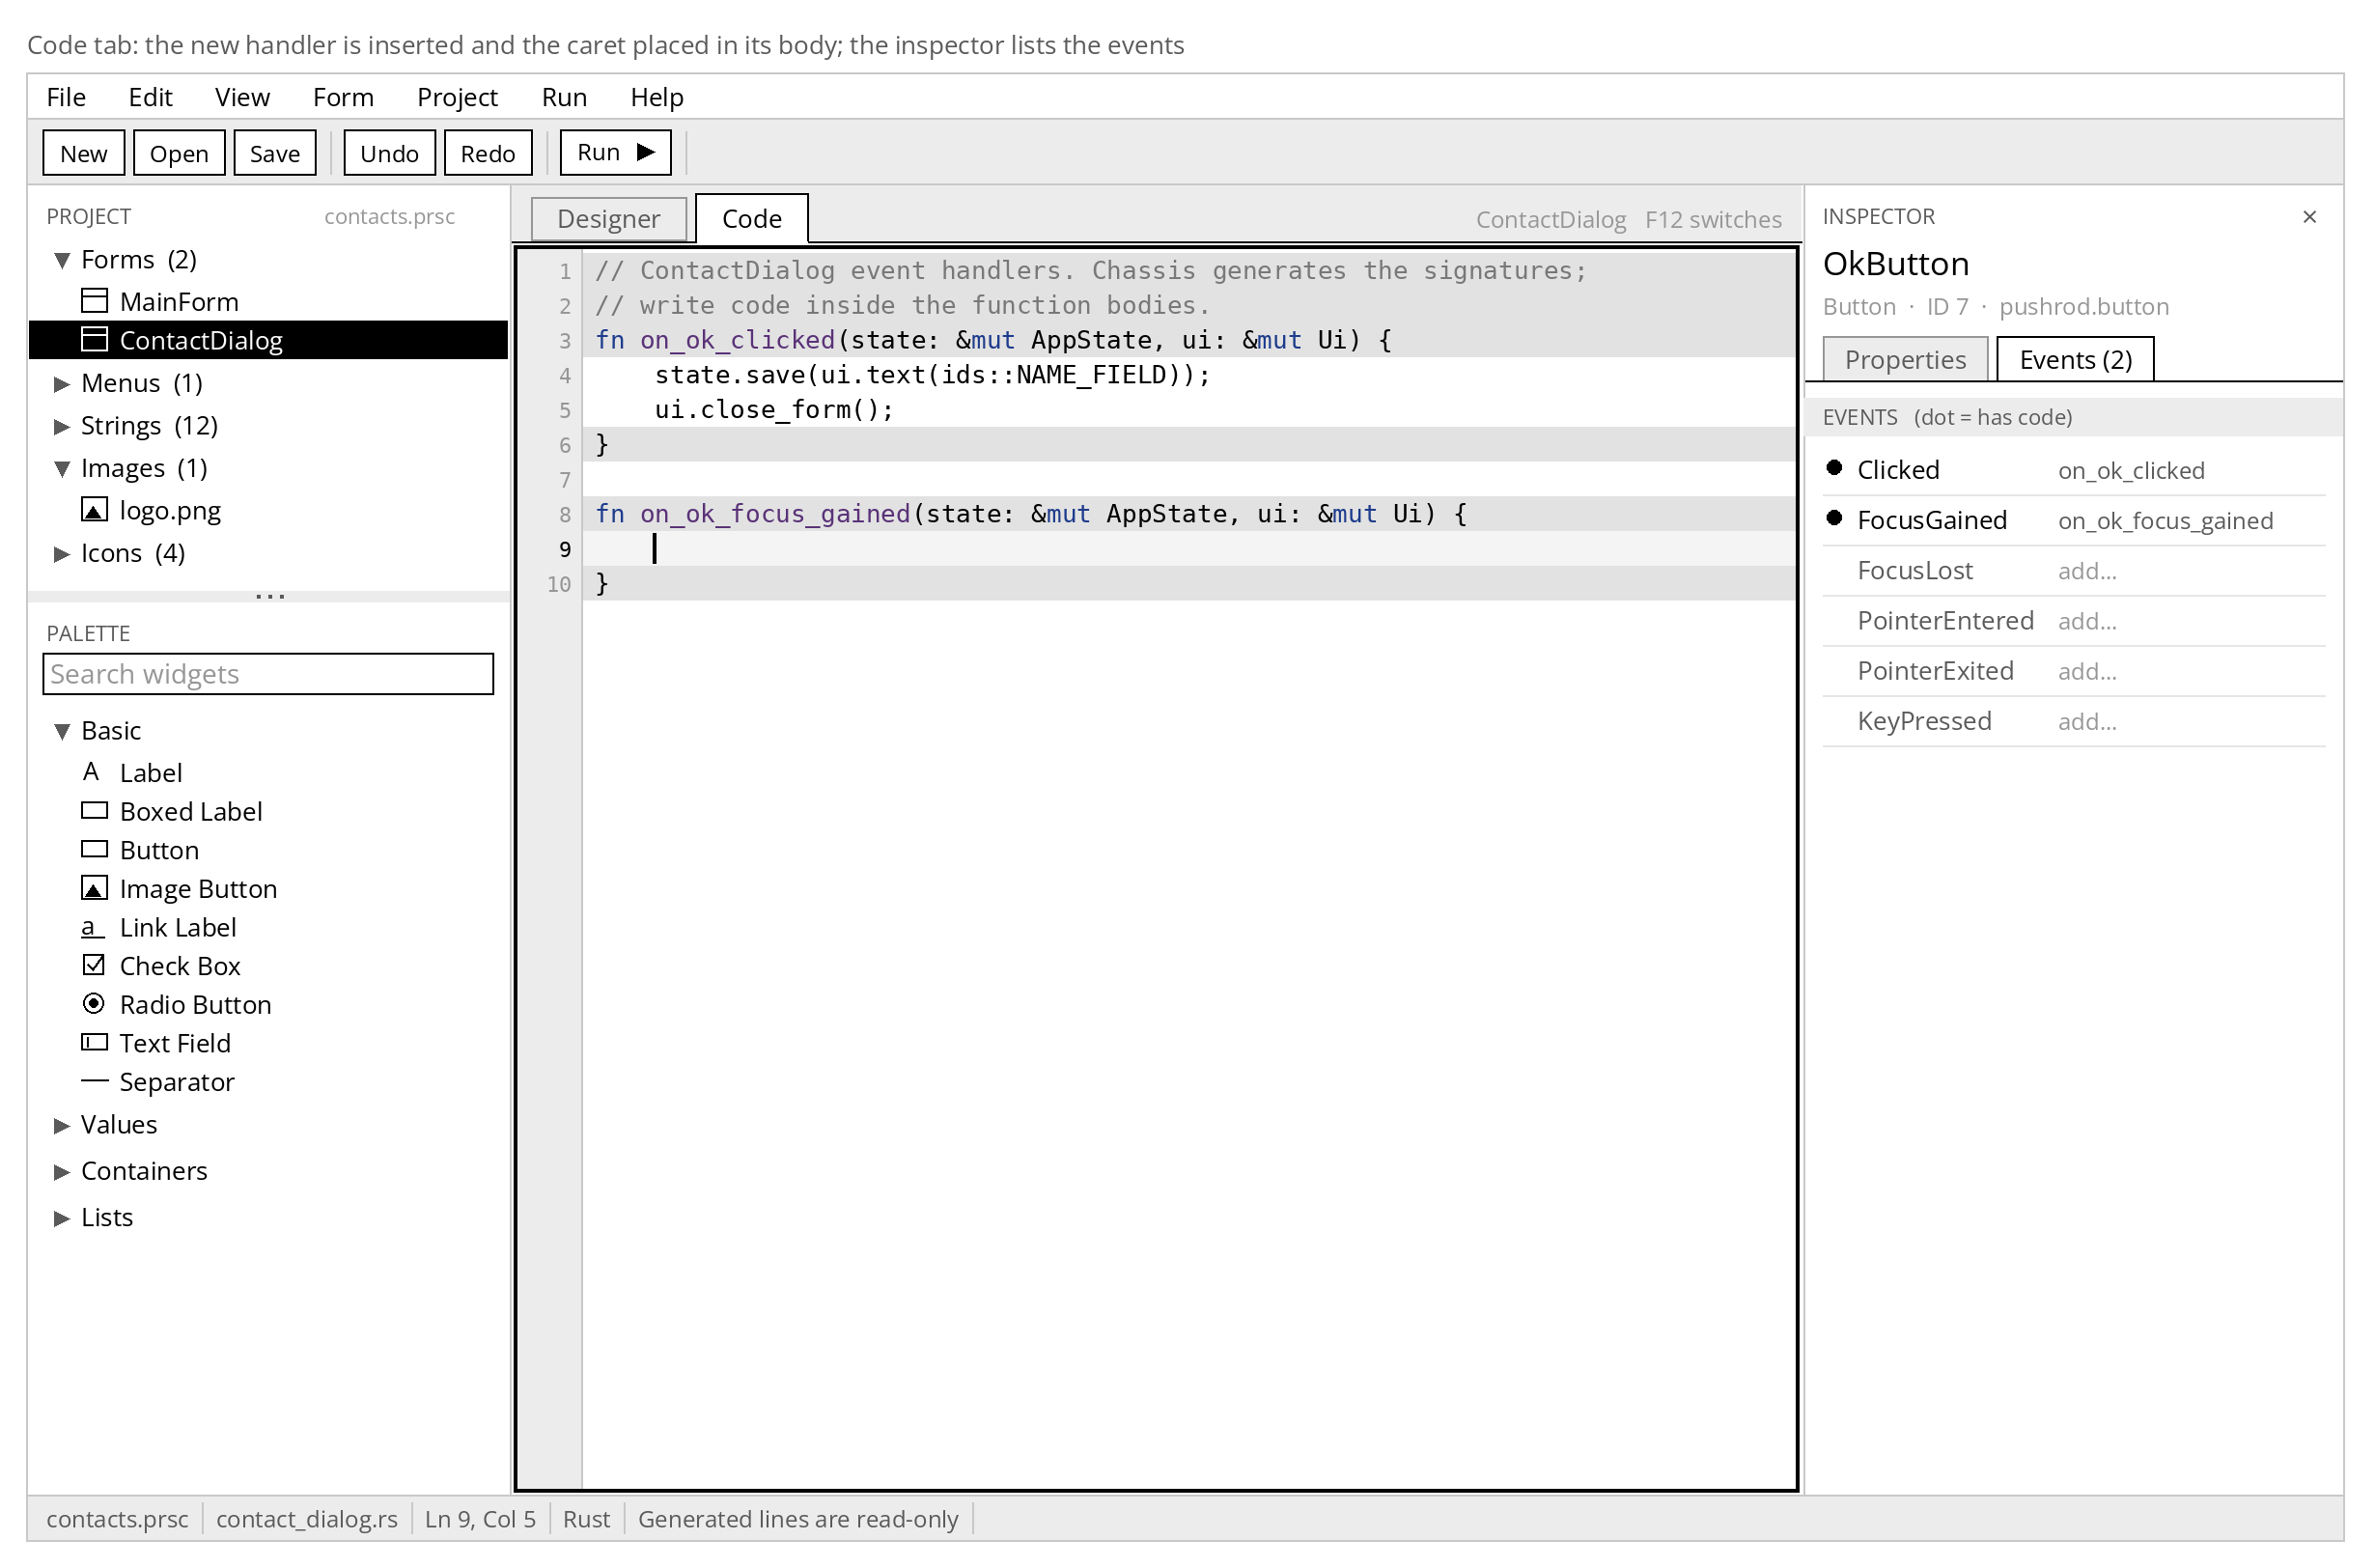 Code tab: the new handler is inserted and the caret placed in its body; the inspector lists the events
File Edit View Form Project Run Help
New Open Save Undo Redo Run
PROJECT contacts.prsc
Forms (2)
MainForm
ContactDialog
Menus (1)
Strings (12)
Images (1)
logo.png
Icons (4)
PALETTE
Search widgets
Basic
A Label
Boxed Label
Button
Image Button
a Link Label
Check Box
Radio Button
Text Field
Separator
Values
Containers
Lists
Designer Code ContactDialog F12 switches
1 // ContactDialog event handlers. Chassis generates the signatures;
2 // write code inside the function bodies.
3 fn on_ok_clicked(state: &mut AppState, ui: &mut Ui) {
4     state.save(ui.text(ids::NAME_FIELD));
5     ui.close_form();
6 }
7
8 fn on_ok_focus_gained(state: &mut AppState, ui: &mut Ui) {
9
10 }
INSPECTOR ×
OkButton
Button · ID 7 · pushrod.button
Properties Events (2)
EVENTS (dot = has code)
Clicked on_ok_clicked
FocusGained on_ok_focus_gained
FocusLost add...
PointerEntered add...
PointerExited add...
KeyPressed add...
contacts.prsc contact_dialog.rs Ln 9, Col 5 Rust Generated lines are read-only